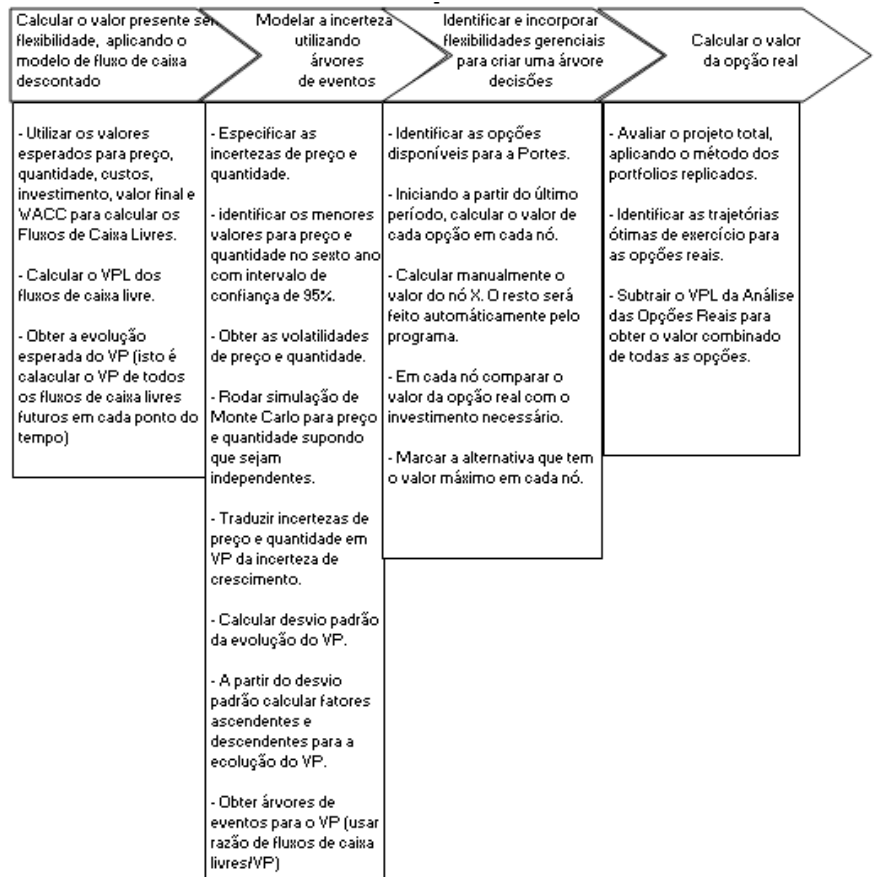 Calcular o valor presente sem
flexibilidade, aplicando o
modelo de fluxo de caixa
descontado
Modelar a incerteza
utilizando
árvores
de eventos
Identificar e incorporar
flexibilidades gerenciais
para criar uma árvore
decisões
Calcular o valor
da opção real
- Utilizar os valores
esperados para preço,
quantidade, custos,
investimento, valor final e
WACC para calcular os
Fluxos de Caixa Livres.
- Calcular o VPL dos
fluxos de caixa livre.
- Obter a evolução
esperada do VP (isto é
calacular o VP de todos
os fluxos de caixa livres
futuros em cada ponto do
tempo)
- Especificar as
incertezas de preço e
quantidade.
- identificar os menores
valores para preço e
quantidade no sexto ano
com intervalo de
confiança de 95%.
- Obter as volatilidades
de preço e quantidade.
- Rodar simulação de
Monte Carlo para preço
e quantidade supondo
que sejam
independentes.
- Traduzir incertezas de
preço e quantidade em
VP da incerteza de
crescimento.
- Calcular desvio padrão
da evolução do VP.
- A partir do desvio
padrão calcular fatores
ascendentes e
descendentes para a
ecolução do VP.
- Obter árvores de
eventos para o VP (usar
razão de fluxos de caixa
livres/VP)
- Identificar as opções
disponíveis para a Portes.
- Iniciando a partir do último
período, calcular o valor de
cada opção em cada nó.
- Calcular manualmente o
valor do nó X. O resto será
feito automáticamente pelo
programa.
- Em cada nó comparar o
valor da opção real com o
investimento necessário.
- Marcar a alternativa que tem
o valor máximo em cada nó.
- Avaliar o projeto total,
aplicando o método dos
portfolios replicados.
- Identificar as trajetórias
ótimas de exercício para
as opções reais.
- Subtrair o VPL da Análise
das Opções Reais para
obter o valor combinado
de todas as opções.